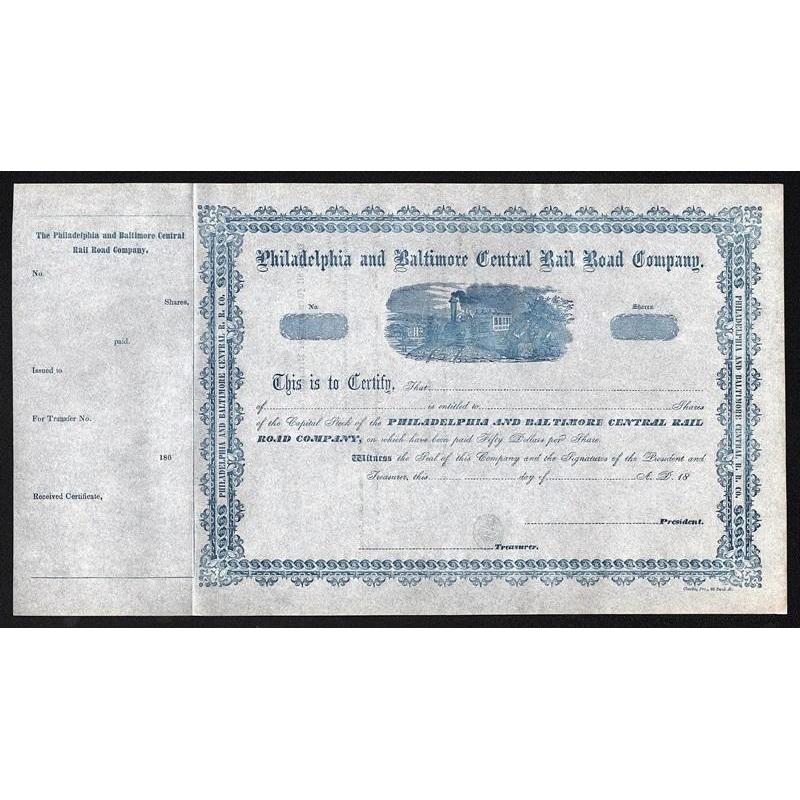 The Philadelphia and Baltimore Central
Rail Road Company.
No.
Shares,
paid.
Issued to
For Transfer No.
186
Received Certificate,
PHILADELPHIA AND BALTIMORE CENTRAL R. R. CO.
Philadelphia and Baltimore Central Rail Road Company.
No.
Shares
This is to Certify, That
of is entitled to Shares
of the Capital Stock of the PHILADELPHIA AND BALTIMORE CENTRAL RAIL
ROAD COMPANY, on which have been paid Fifty Dollars per Share.
Witness the Seal of this Company and the Signatures of the President and
Treasurer, this day of A. D. 18
President.
Treasurer.
PHILADELPHIA AND BALTIMORE CENTRAL R. R. CO.